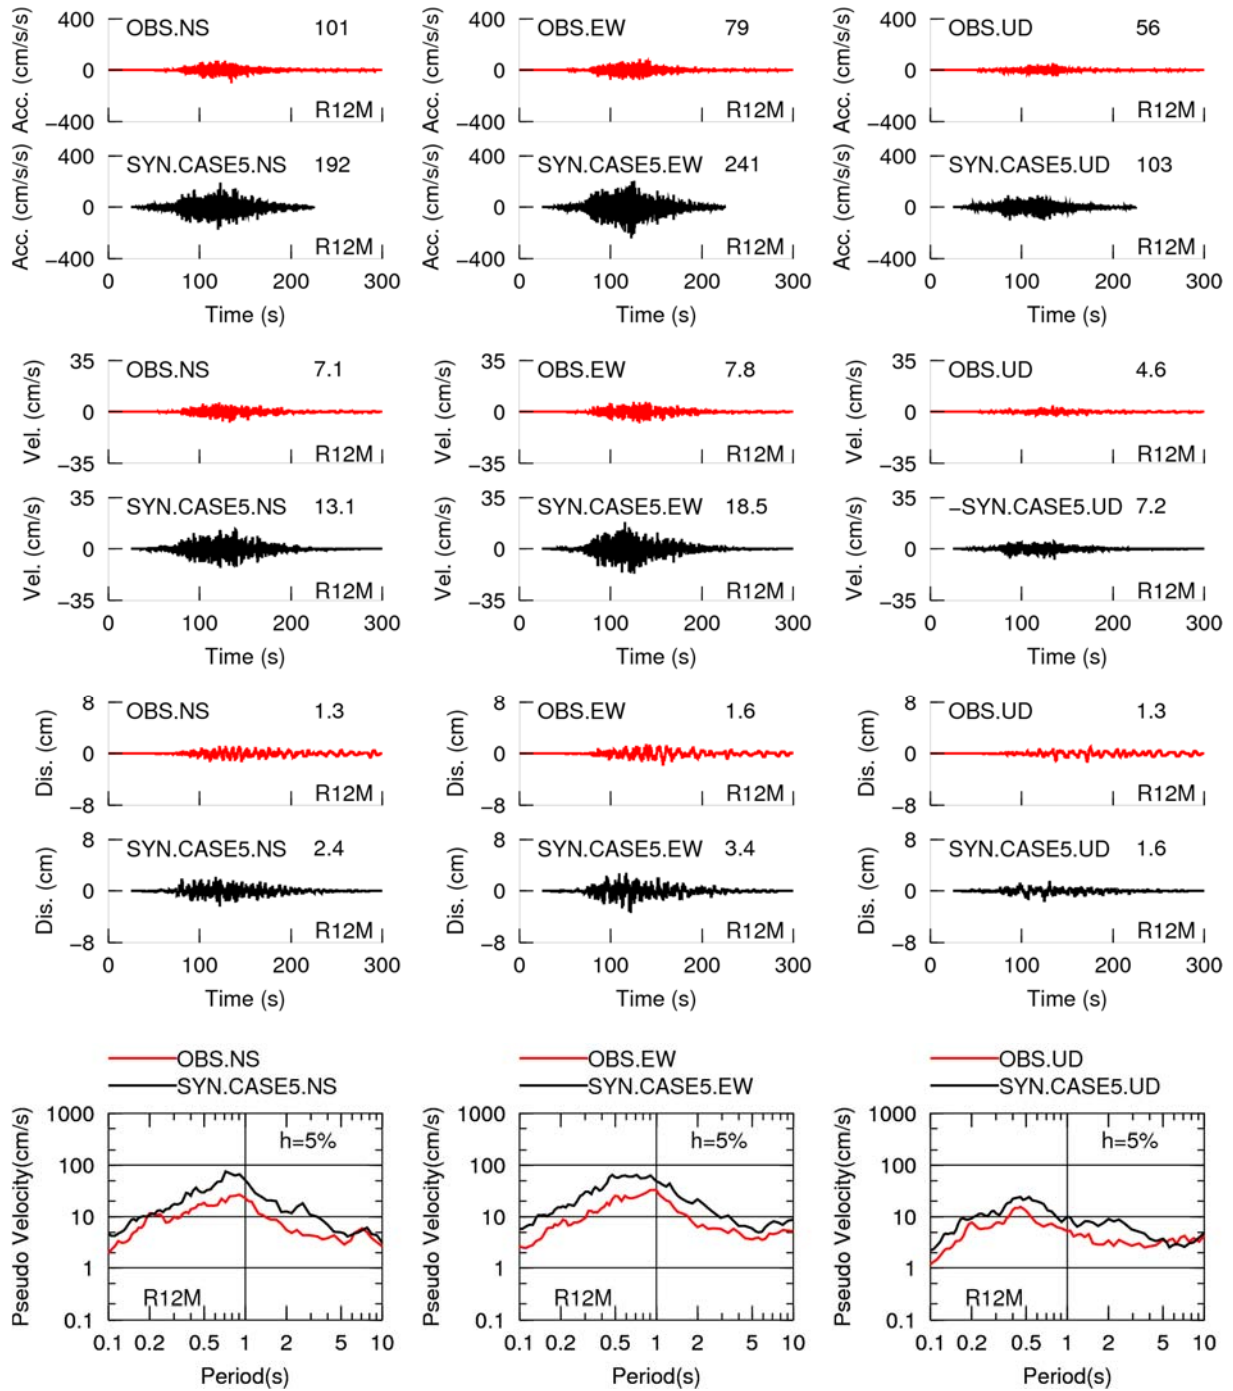 400 OBS.NS 101
0
−400 R12M
Acc. (cm/s/s)
400 OBS.EW 79
0
−400 R12M
Acc. (cm/s/s)
400 OBS.UD 56
0
−400 R12M
Acc. (cm/s/s)
400 SYN.CASE5.NS 192
0
−400 R12M
Acc. (cm/s/s)
0 100 200 300
Time (s)
400 SYN.CASE5.EW 241
0
−400 R12M
Acc. (cm/s/s)
0 100 200 300
Time (s)
400 SYN.CASE5.UD 103
0
−400 R12M
Acc. (cm/s/s)
0 100 200 300
Time (s)
35 OBS.NS 7.1
0
−35 R12M
Vel. (cm/s)
35 OBS.EW 7.8
0
−35 R12M
Vel. (cm/s)
35 OBS.UD 4.6
0
−35 R12M
Vel. (cm/s)
35 SYN.CASE5.NS 13.1
0
−35 R12M
Vel. (cm/s)
0 100 200 300
Time (s)
35 SYN.CASE5.EW 18.5
0
−35 R12M
Vel. (cm/s)
0 100 200 300
Time (s)
35 −SYN.CASE5.UD 7.2
0
−35 R12M
Vel. (cm/s)
0 100 200 300
Time (s)
8 OBS.NS 1.3
0
−8 R12M
Dis. (cm)
8 OBS.EW 1.6
0
−8 R12M
Dis. (cm)
8 OBS.UD 1.3
0
−8 R12M
Dis. (cm)
8 SYN.CASE5.NS 2.4
0
−8 R12M
Dis. (cm)
0 100 200 300
Time (s)
8 SYN.CASE5.EW 3.4
0
−8 R12M
Dis. (cm)
0 100 200 300
Time (s)
8 SYN.CASE5.UD 1.6
0
−8 R12M
Dis. (cm)
0 100 200 300
Time (s)
OBS.NS
SYN.CASE5.NS
1000
h=5%
100
10
1
R12M
0.1
Pseudo Velocity(cm/s)
0.1 0.2 0.5 1 2 5 10
Period(s)
OBS.EW
SYN.CASE5.EW
1000
h=5%
100
10
1
R12M
0.1
Pseudo Velocity(cm/s)
0.1 0.2 0.5 1 2 5 10
Period(s)
OBS.UD
SYN.CASE5.UD
1000
h=5%
100
10
1
R12M
0.1
Pseudo Velocity(cm/s)
0.1 0.2 0.5 1 2 5 10
Period(s)